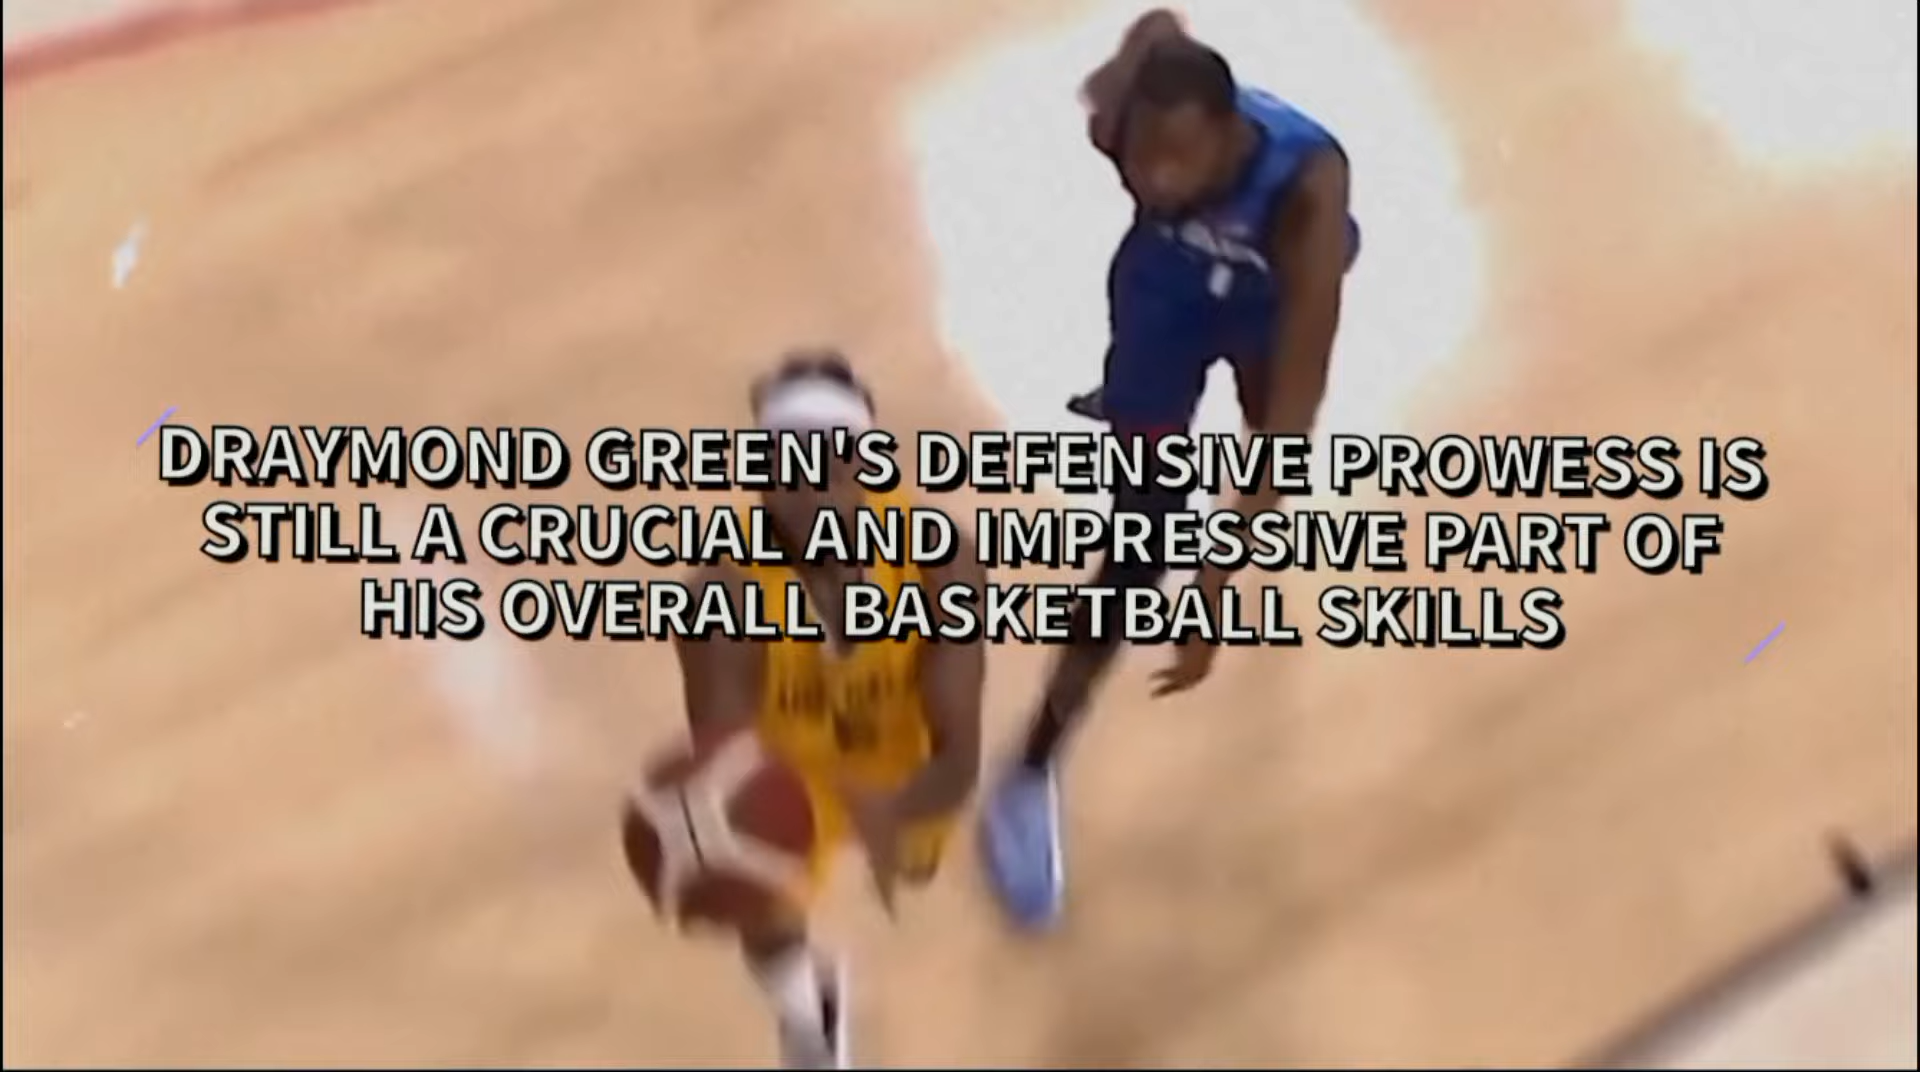 DRAYMOND GREEN'S DEFENSIVE PROWESS IS
STILL A CRUCIAL AND IMPRESSIVE PART OF
HIS OVERALL BASKETBALL SKILLS